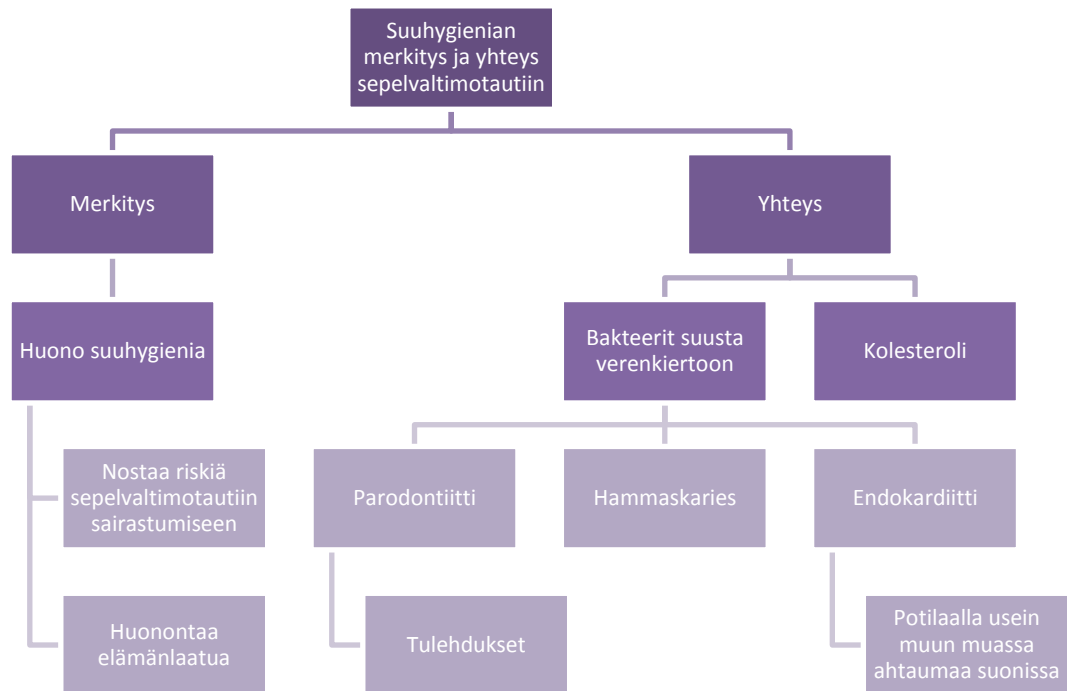 Suuhygienian
merkitys ja yhteys
sepelvaltimotautiin
Merkitys
Yhteys
Huono suuhygienia
Bakteerit suusta
verenkiertoon
Kolesteroli
Nostaa riskiä
sepelvaltimotautiin
sairastumiseen
Parodontiitti
Hammaskaries
Endokardiitti
Huonontaa
elämänlaatua
Tulehdukset
Potilaalla usein
muun muassa
ahtaumaa suonissa